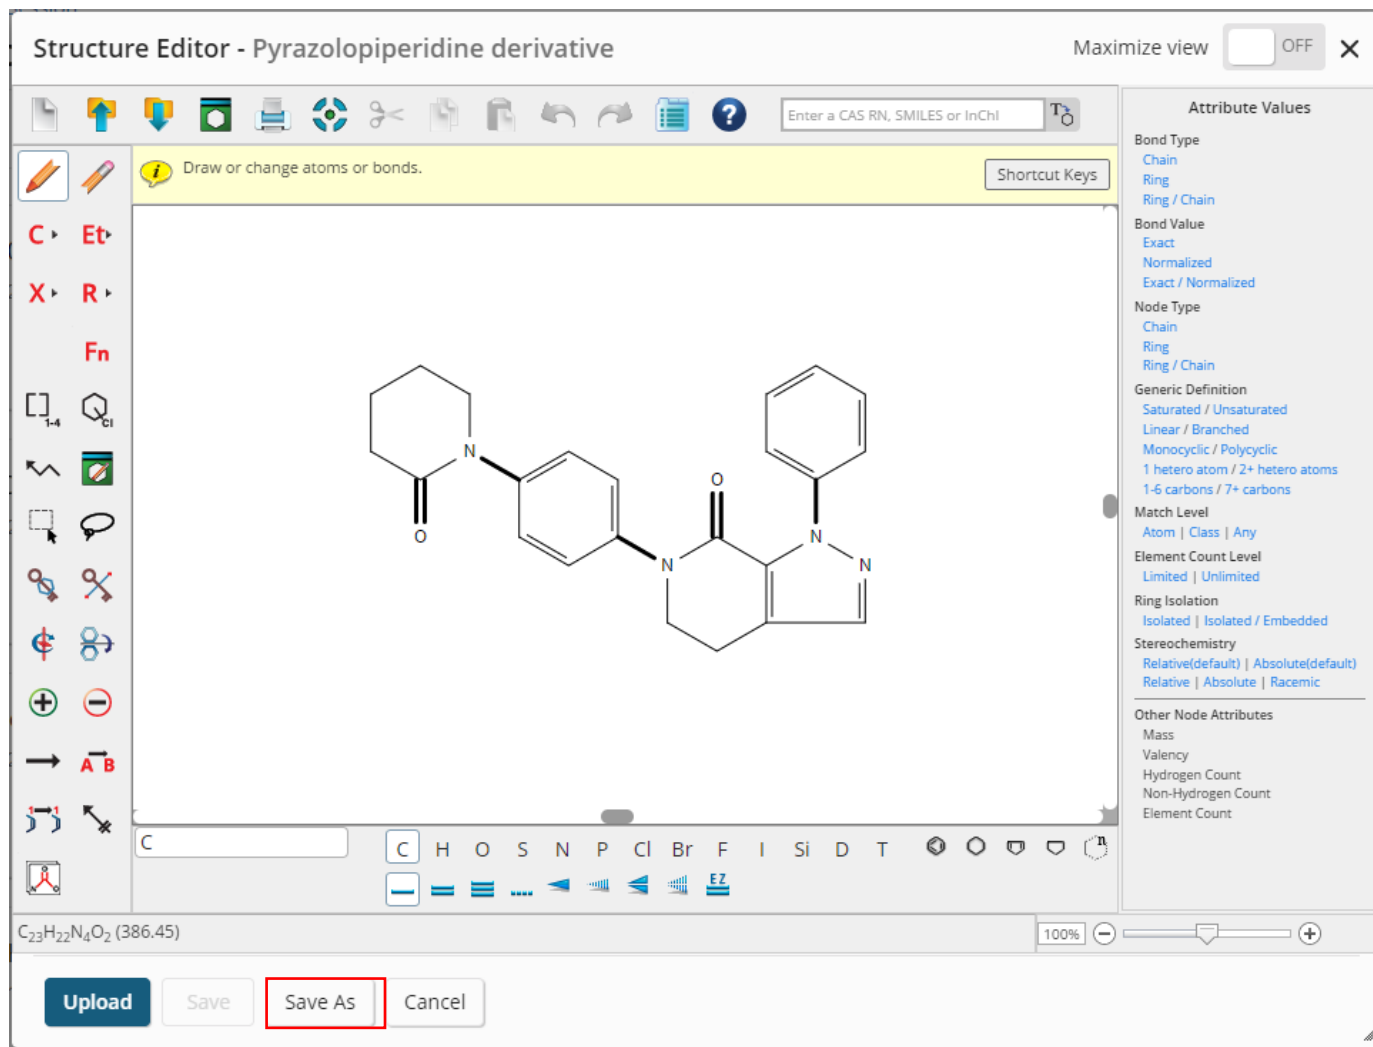 Structure Editor - Pyrazolopiperidine derivative
Maximize view OFF
Enter a CAS RN, SMILES or InChI
Draw or change atoms or bonds.
Shortcut Keys
C Et
X R
Fn
1-4 Cl
A B
1 1
N O
N
O
O
N
N
N
C
C H O S N P Cl Br F I Si D T
n
EZ
C23H22N4O2 (386.45)
100%
Upload Save Save As Cancel
Attribute Values
Bond Type
Chain
Ring
Ring / Chain
Bond Value
Exact
Normalized
Exact / Normalized
Node Type
Chain
Ring
Ring / Chain
Generic Definition
Saturated / Unsaturated
Linear / Branched
Monocyclic / Polycyclic
1 hetero atom / 2+ hetero atoms
1-6 carbons / 7+ carbons
Match Level
Atom | Class | Any
Element Count Level
Limited | Unlimited
Ring Isolation
Isolated | Isolated / Embedded
Stereochemistry
Relative(default) | Absolute(default)
Relative | Absolute | Racemic
Other Node Attributes
Mass
Valency
Hydrogen Count
Non-Hydrogen Count
Element Count